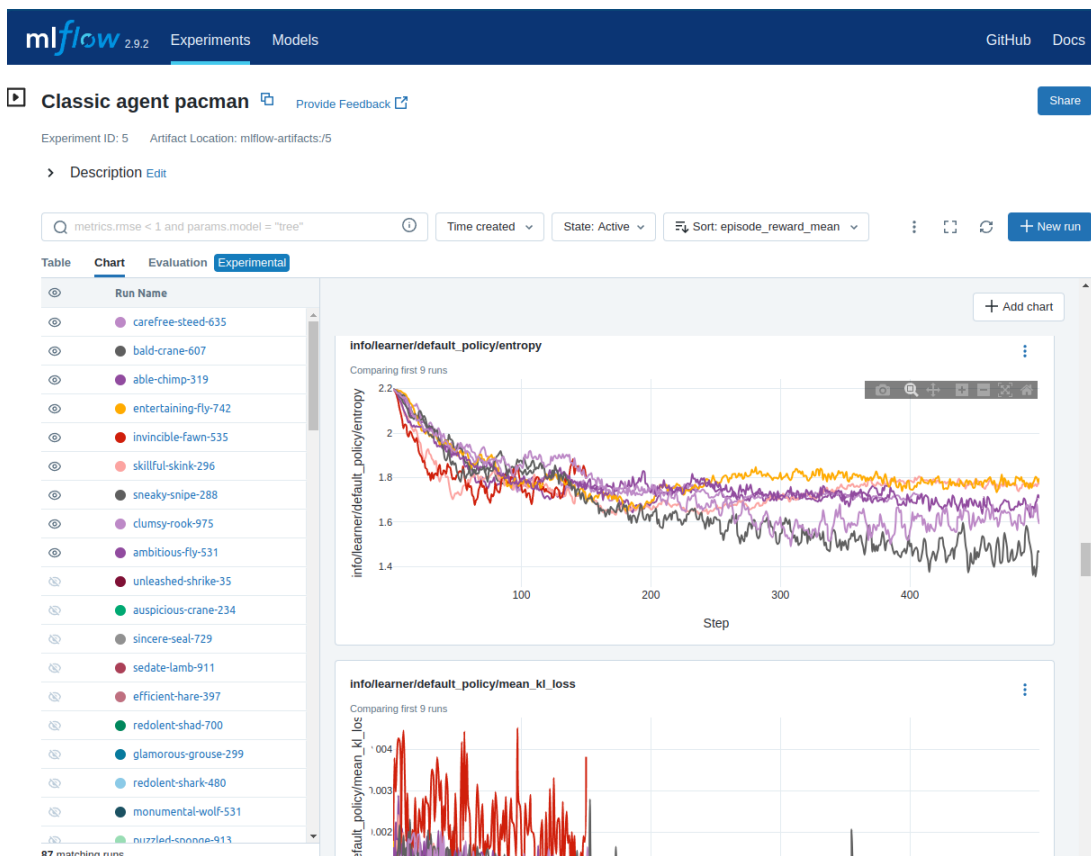 mlflow 2.9.2 Experiments Models GitHub Docs
Classic agent pacman Provide Feedback Share
Experiment ID: 5 Artifact Location: mlflow-artifacts:/5
Description Edit
metrics.rmse < 1 and params.model = "tree" Time created State: Active Sort: episode_reward_mean New run
Table Chart Evaluation Experimental
Run Name
carefree-steed-635
bald-crane-607
able-chimp-319
entertaining-fly-742
invincible-fawn-535
skillful-skink-296
sneaky-snipe-288
clumsy-rook-975
ambitious-fly-531
unleashed-shrike-35
auspicious-crane-234
sincere-seal-729
sedate-lamb-911
efficient-hare-397
redolent-shad-700
glamorous-grouse-299
redolent-shark-480
monumental-wolf-531
puzzled-sponge-913
87 matching runs
Add chart
info/learner/default_policy/entropy
Comparing first 9 runs
info/learner/default_policy/entropy
2.2
2
1.8
1.6
1.4
100 200 300 400
Step
info/learner/default_policy/mean_kl_loss
Comparing first 9 runs
efault_policy/mean_kl_los
004
0.003
0.002